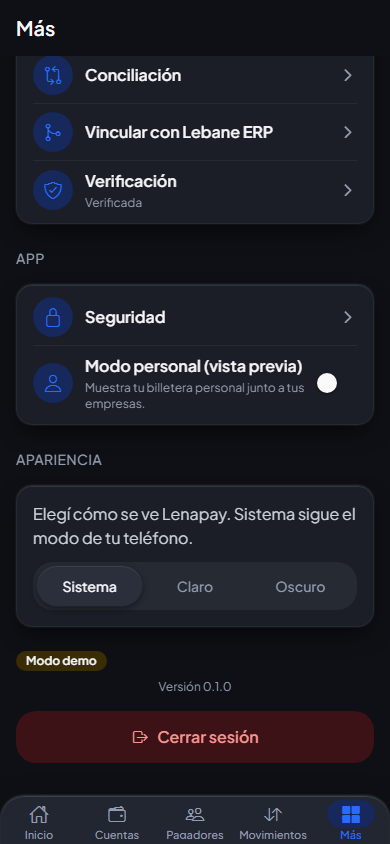 Más
Conciliación
Vincular con Lebane ERP
Verificación
Verificada
APP
Seguridad
Modo personal (vista previa)
Muestra tu billetera personal junto a tus
empresas.
APARIENCIA
Elegí cómo se ve Lenapay. Sistema sigue el
modo de tu teléfono.
Sistema Claro Oscuro
Modo demo
Versión 0.1.0
Cerrar sesión
Inicio Cuentas Pagadores Movimientos Más